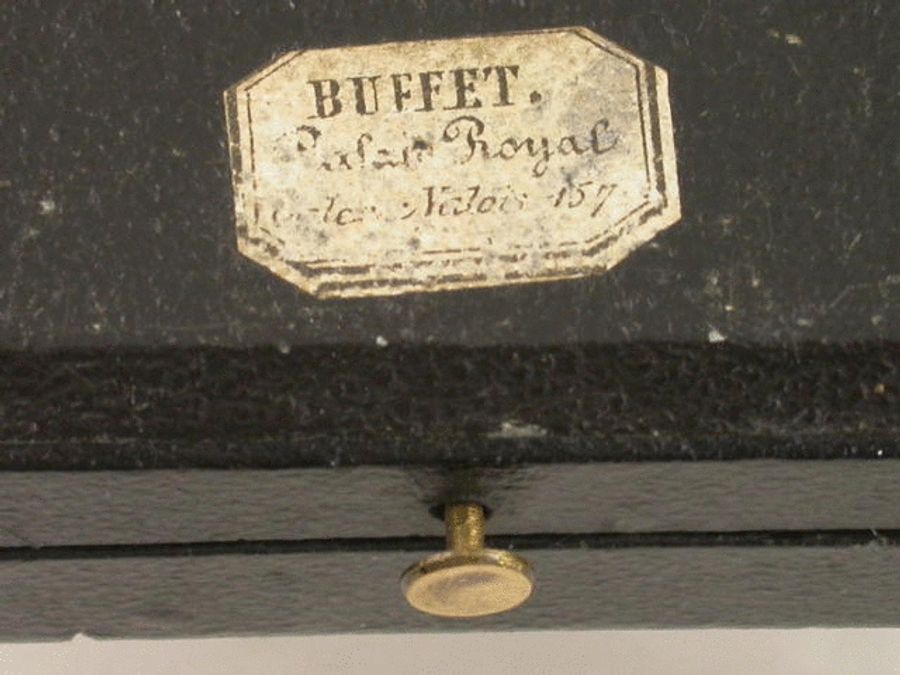 BUFFET.
Palais Royal
Valois 157